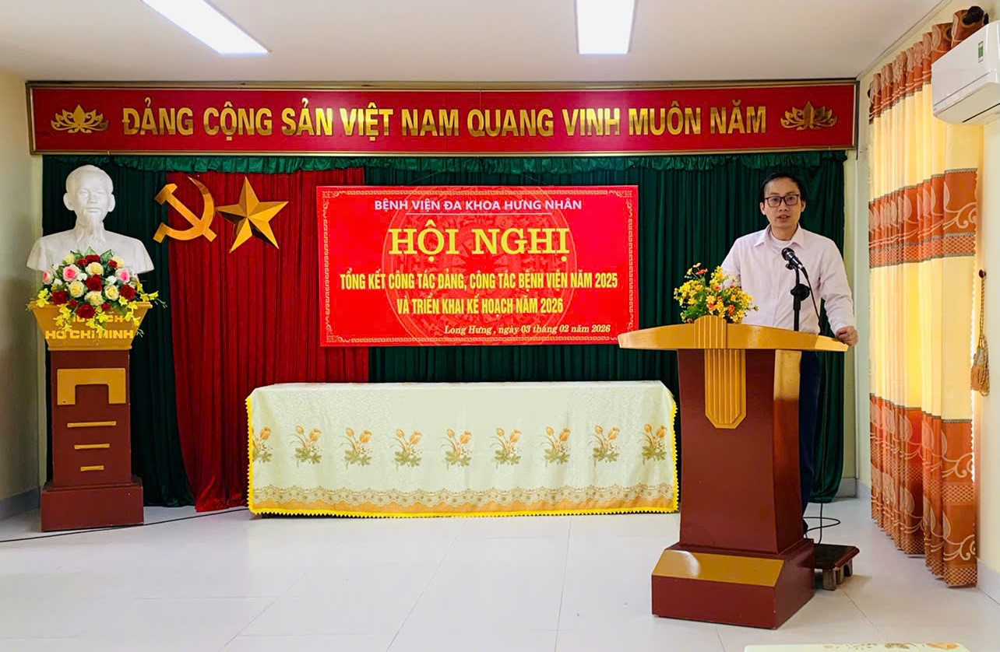 ĐẢNG CỘNG SẢN VIỆT NAM QUANG VINH MUÔN NĂM
BỆNH VIỆN ĐA KHOA HƯNG NHÂN
HỘI NGHỊ
TỔNG KẾT CÔNG TÁC ĐẢNG, CÔNG TÁC BỆNH VIỆN NĂM 2025
VÀ TRIỂN KHAI KẾ HOẠCH NĂM 2026
Long Hưng , ngày 03 tháng 02 năm 2026
HỒ CHÍ MINH